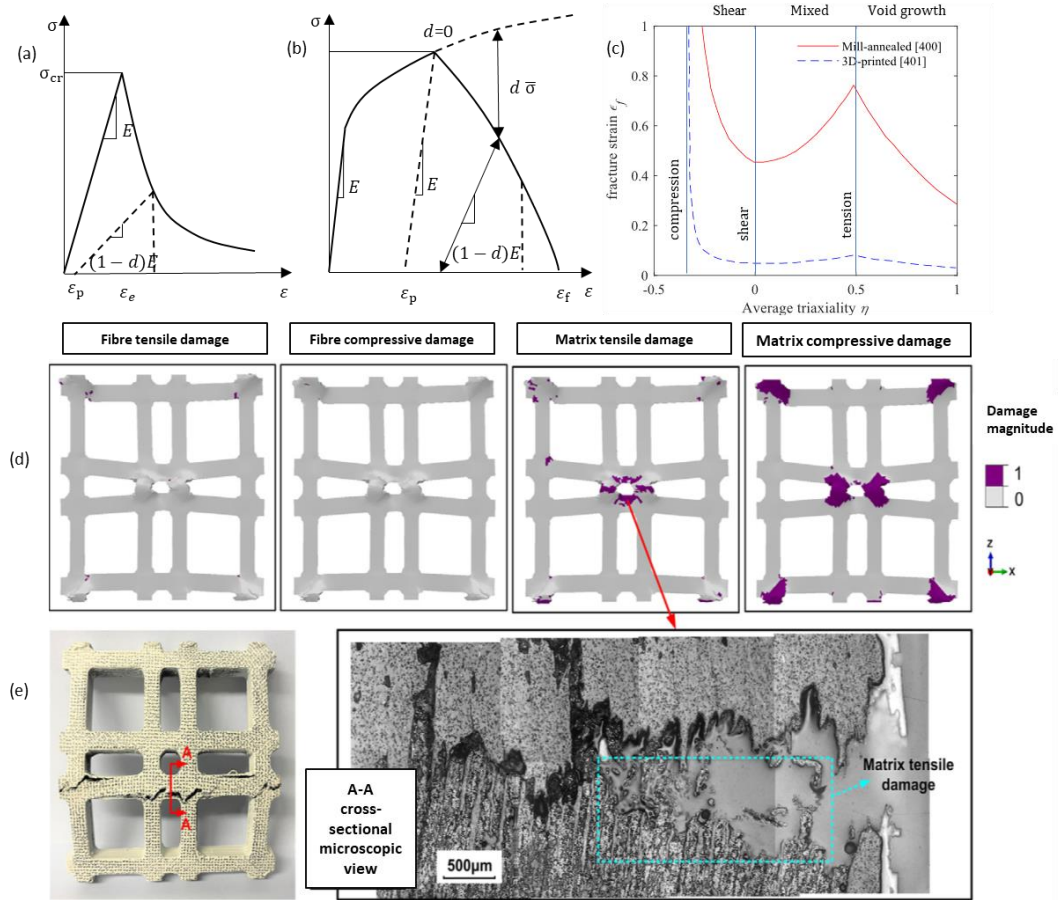 (a)
σ
σcr
E
(1 − d)E
εp
εe
ε
(b)
σ
d=0
d σ̅
E
E
(1 − d)E
εp
εf
ε
(c)
Shear
Mixed
Void growth
Mill-annealed [400]
3D-printed [401]
fracture strain ϵf
1
0.8
0.6
0.4
0.2
0
compression
shear
tension
-0.5
0
0.5
1
Average triaxiality η
Fibre tensile damage
Fibre compressive damage
Matrix tensile damage
Matrix compressive damage
(d)
Damage
magnitude
1
0
z
x
(e)
A
A
A-A
cross-
sectional
microscopic
view
500µm
Matrix tensile
damage